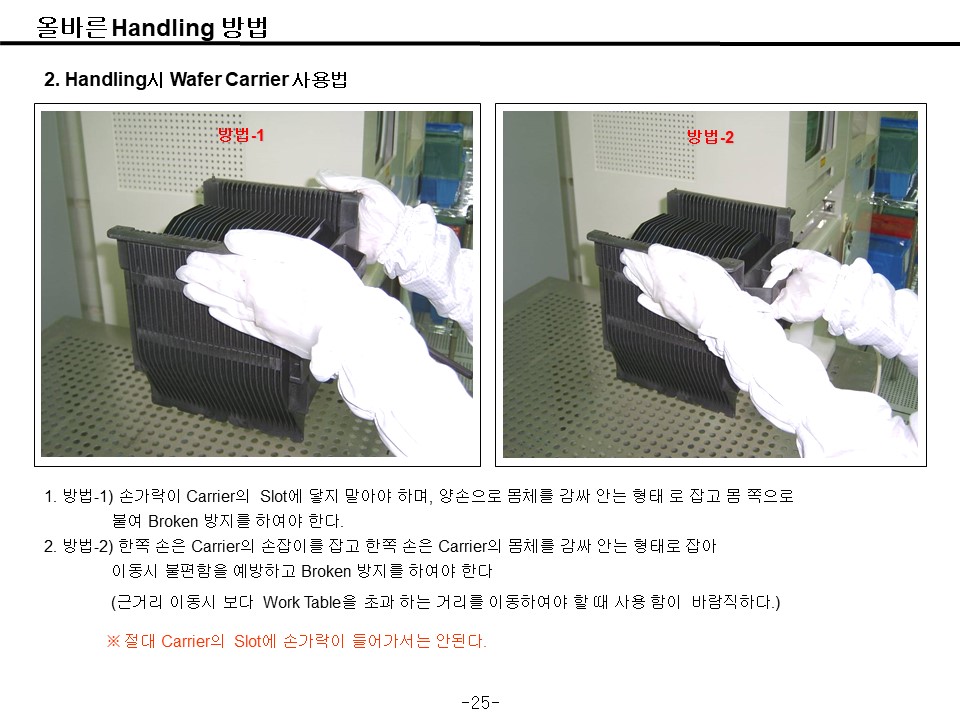 올바른 Handling 방법
2. Handling시 Wafer Carrier 사용법
방법-1
방법-2
1. 방법-1) 손가락이 Carrier의 Slot에 닿지 말아야 하며, 양손으로 몸체를 감싸 안는 형태 로 잡고 몸 쪽으로
붙여 Broken 방지를 하여야 한다.
2. 방법-2) 한쪽 손은 Carrier의 손잡이를 잡고 한쪽 손은 Carrier의 몸체를 감싸 안는 형태로 잡아
이동시 불편함을 예방하고 Broken 방지를 하여야 한다
(근거리 이동시 보다 Work Table을 초과 하는 거리를 이동하여야 할 때 사용 함이 바람직하다.)
※ 절대 Carrier의 Slot에 손가락이 들어가서는 안된다.
-25-